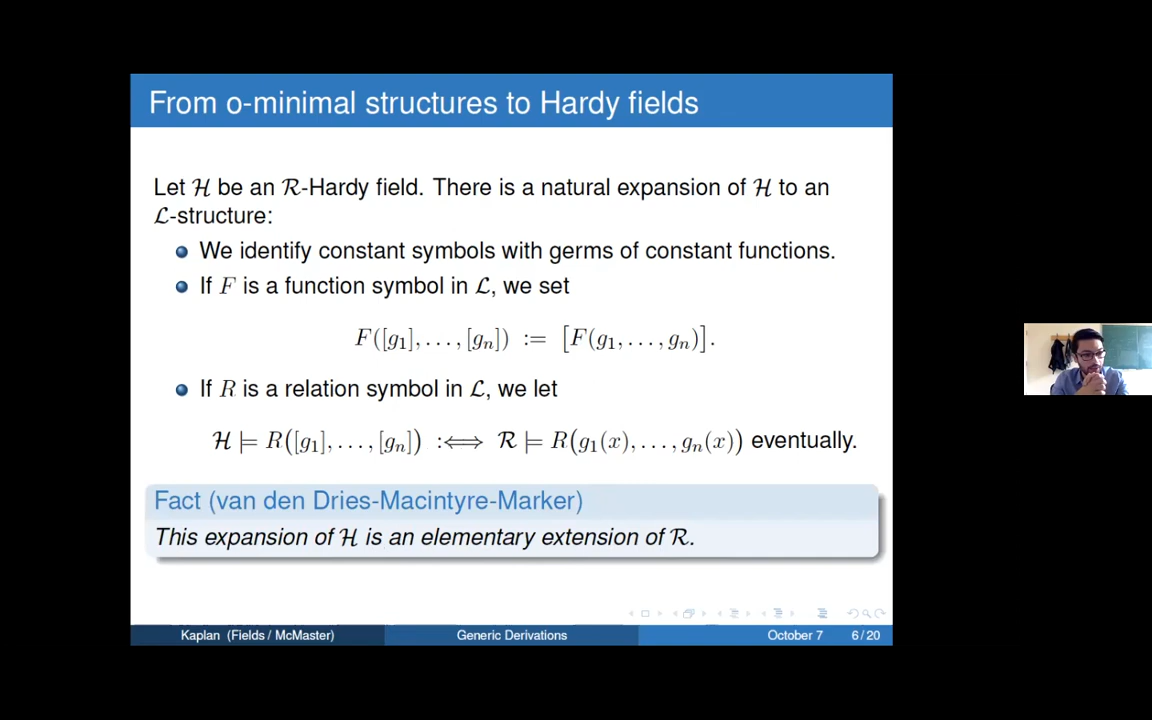 From o-minimal structures to Hardy fields
Let ℋ be an ℛ-Hardy field. There is a natural expansion of ℋ to an
ℒ-structure:
We identify constant symbols with germs of constant functions.
If F is a function symbol in ℒ, we set
F([g₁], . . . , [gₙ]) := [F(g₁, . . . , gₙ)].
If R is a relation symbol in ℒ, we let
ℋ ⊨ R([g₁], . . . , [gₙ]) :⟺ ℛ ⊨ R(g₁(x), . . . , gₙ(x)) eventually.
Fact (van den Dries-Macintyre-Marker)
This expansion of ℋ is an elementary extension of ℛ.
Kaplan (Fields / McMaster) Generic Derivations October 7 6 / 20